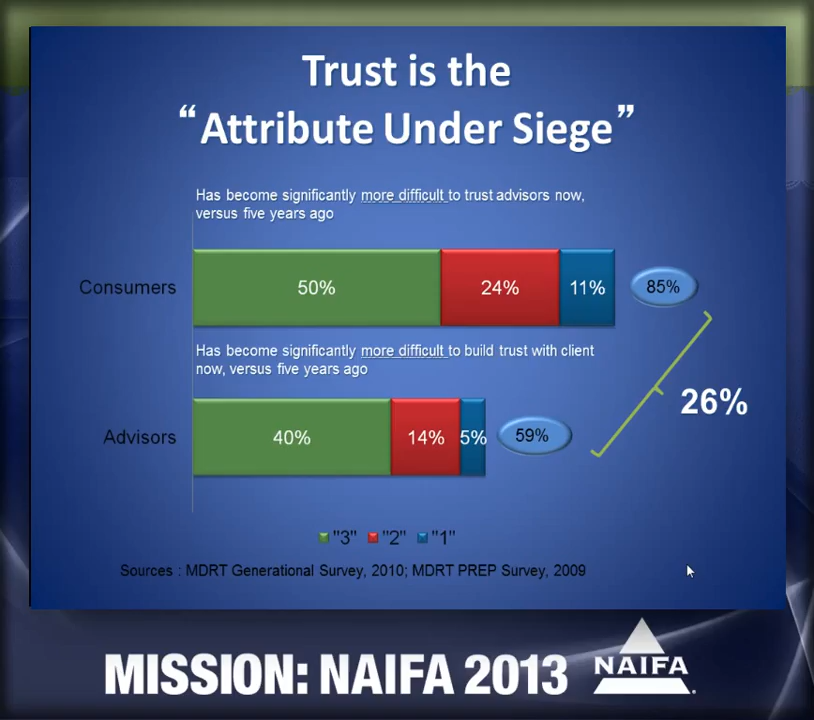 Trust is the
“Attribute Under Siege”
Has become significantly more difficult to trust advisors now,
versus five years ago
Consumers
50%
24%
11%
85%
Has become significantly more difficult to build trust with client
now, versus five years ago
26%
Advisors
40%
14%
5%
59%
"3" "2" "1"
Sources : MDRT Generational Survey, 2010; MDRT PREP Survey, 2009
MISSION: NAIFA 2013
NAIFA